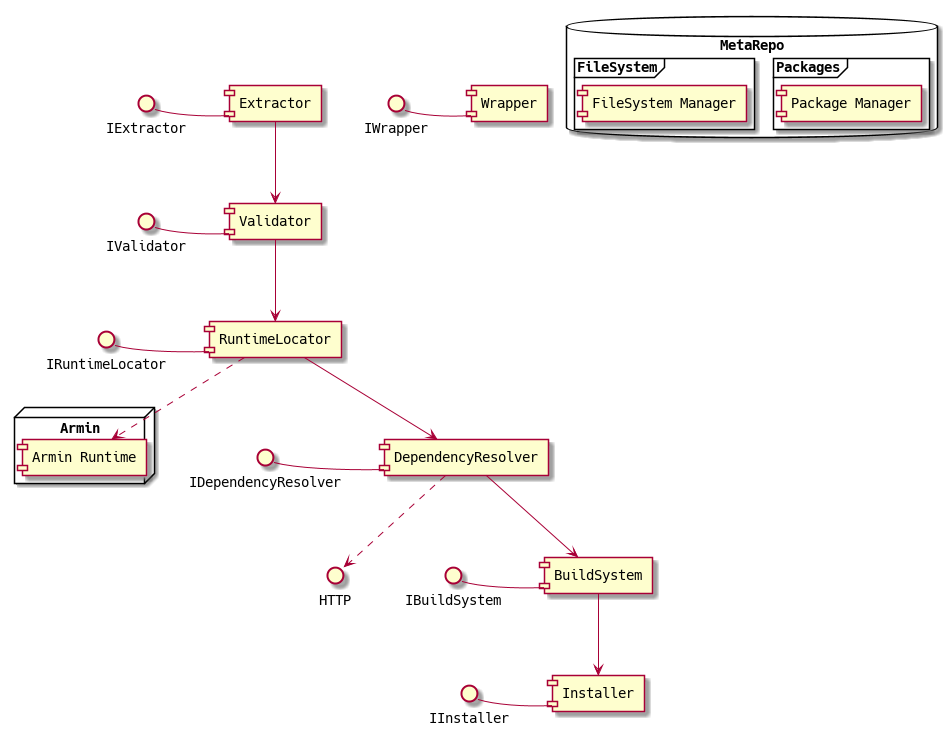 MetaRepo
FileSystem
Packages
Extractor
Wrapper
FileSystem Manager
Package Manager
IExtractor
IWrapper
Validator
IValidator
RuntimeLocator
IRuntimeLocator
Armin
Armin Runtime
DependencyResolver
IDependencyResolver
BuildSystem
HTTP
IBuildSystem
Installer
IInstaller